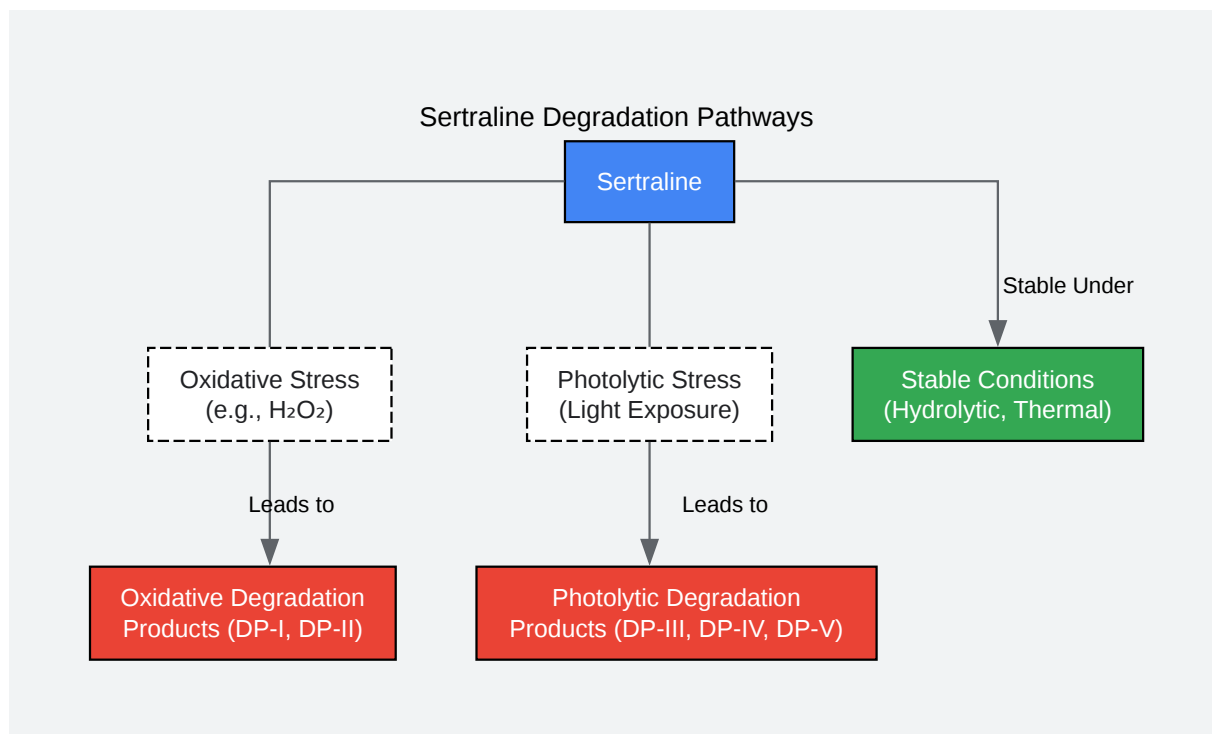 Sertraline Degradation Pathways
Sertraline
Stable Under
Oxidative Stress
(e.g., H₂O₂)
Photolytic Stress
(Light Exposure)
Stable Conditions
(Hydrolytic, Thermal)
Leads to
Leads to
Oxidative Degradation
Products (DP-I, DP-II)
Photolytic Degradation
Products (DP-III, DP-IV, DP-V)